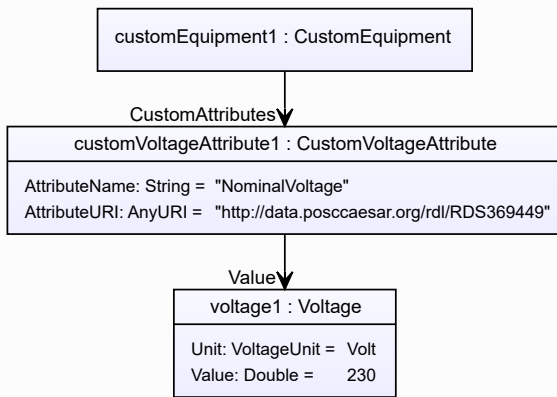 customEquipment1 : CustomEquipment
CustomAttributes
customVoltageAttribute1 : CustomVoltageAttribute
AttributeName: String = "NominalVoltage"
AttributeURI: AnyURI = "http://data.posccaesar.org/rdl/RDS369449"
Value
voltage1 : Voltage
Unit: VoltageUnit = Volt
Value: Double = 230